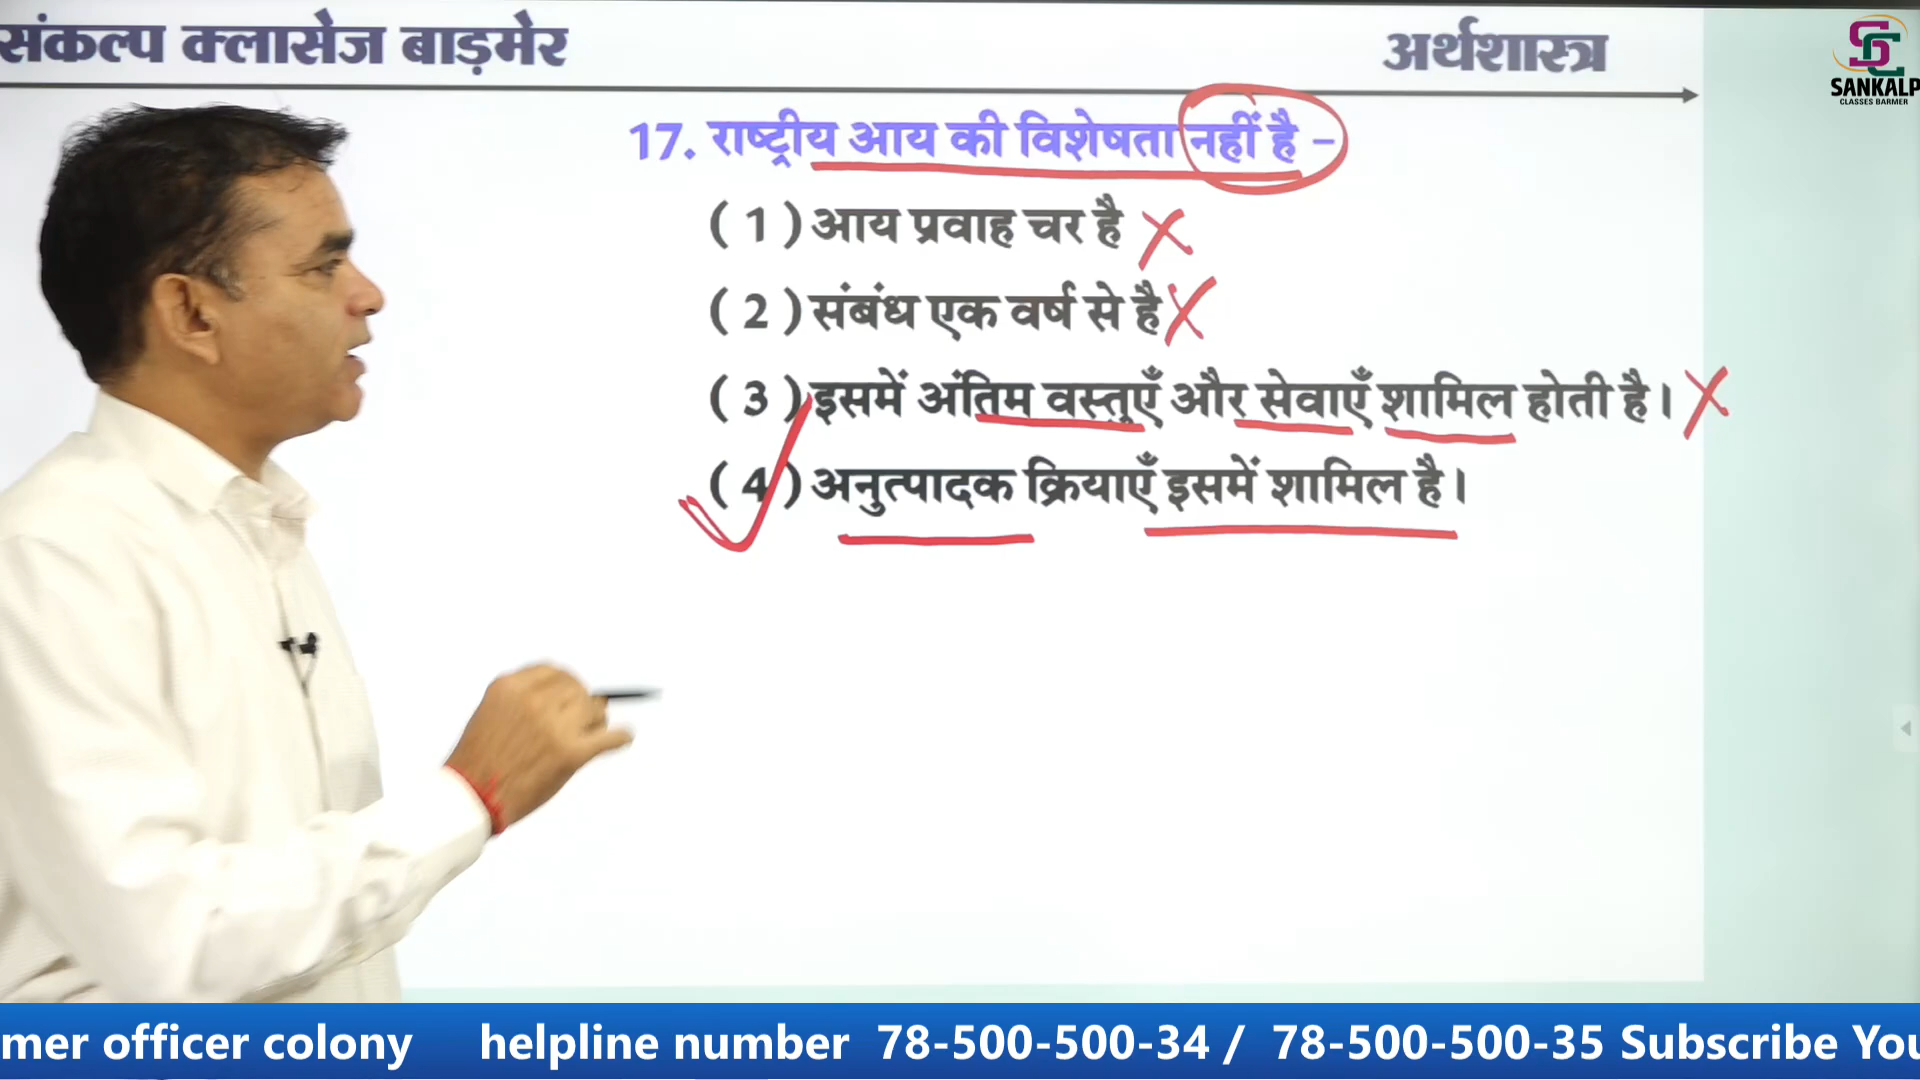 संकल्प क्लासेज बाड़मेर
अर्थशास्त्र
SC
SANKALP
CLASSES BARMER
17. राष्ट्रीय आय की विशेषता नहीं है –
( 1 ) आय प्रवाह चर है
( 2 ) संबंध एक वर्ष से है
( 3 ) इसमें अंतिम वस्तुएँ और सेवाएँ शामिल होती है।
( 4 ) अनुत्पादक क्रियाएँ इसमें शामिल है।
mer officer colony helpline number 78-500-500-34 / 78-500-500-35 Subscribe You